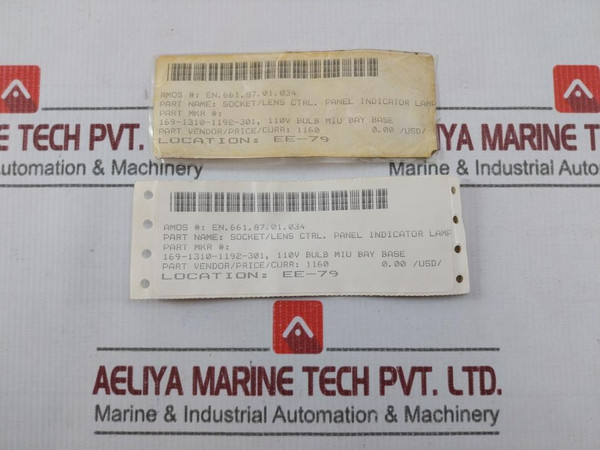 AMOS #: EN.661.87.01.034
PART NAME: SOCKET/LENS CTRL. PANEL INDICATOR LAMP
PART MKR #:
169-1310-1192-301, 110V BULB MIU BAY BASE
PART VENDOR/PRICE/CURR: 1160 0.00 /USD/
LOCATION: EE-79
E TECH PVT. LTD.
Automation & Machinery
AELIYA MARINE TE
Marine & Industrial Auto
AMOS #: EN.661.87.01.034
PART NAME: SOCKET/LENS CTRL. PANEL INDICATOR LAMP
PART MKR #:
169-1310-1192-301, 110V BULB MIU BAY BASE
PART VENDOR/PRICE/CURR: 1160 0.00 /USD/
LOCATION: EE-79
AELIYA MARINE TECH PVT. LTD.
Marine & Industrial Automation & Machinery